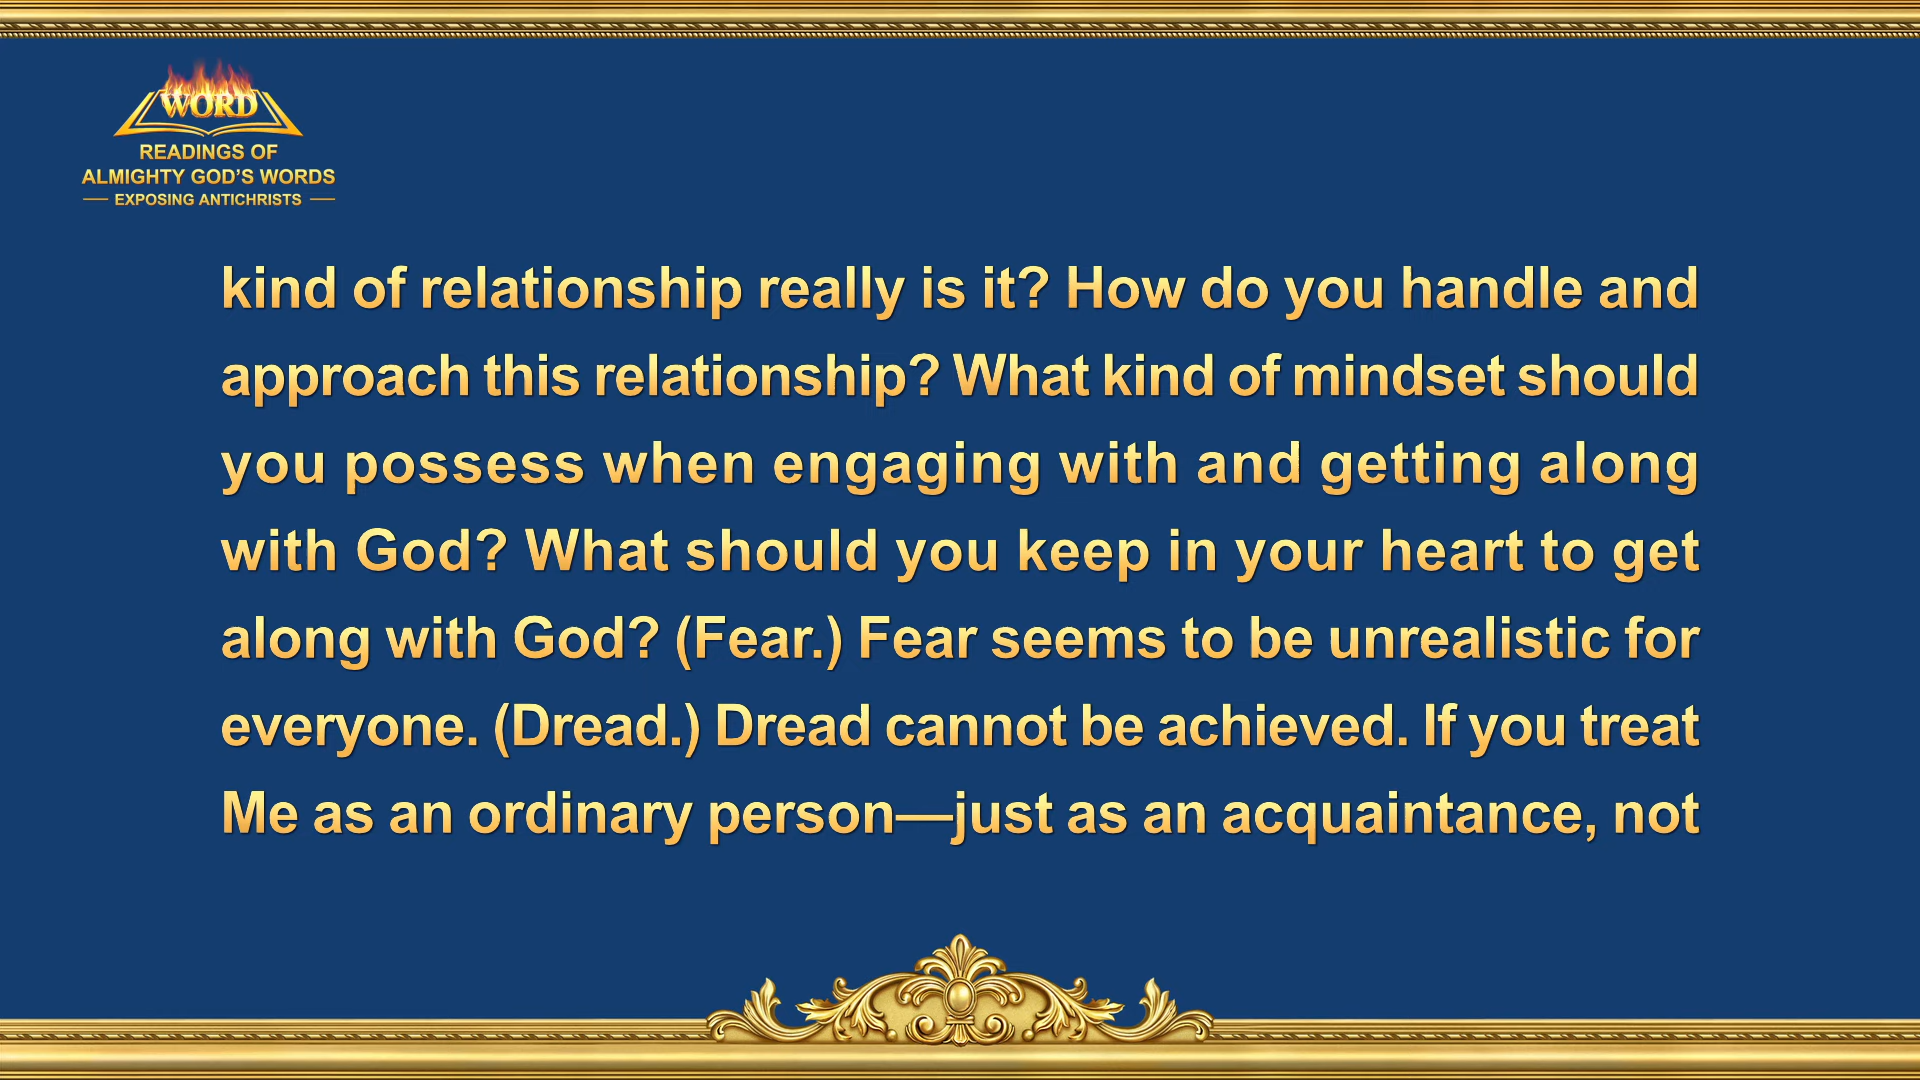 WORD
READINGS OF
ALMIGHTY GOD'S WORDS
EXPOSING ANTICHRISTS
kind of relationship really is it? How do you handle and
approach this relationship? What kind of mindset should
you possess when engaging with and getting along
with God? What should you keep in your heart to get
along with God? (Fear.) Fear seems to be unrealistic for
everyone. (Dread.) Dread cannot be achieved. If you treat
Me as an ordinary person—just as an acquaintance, not